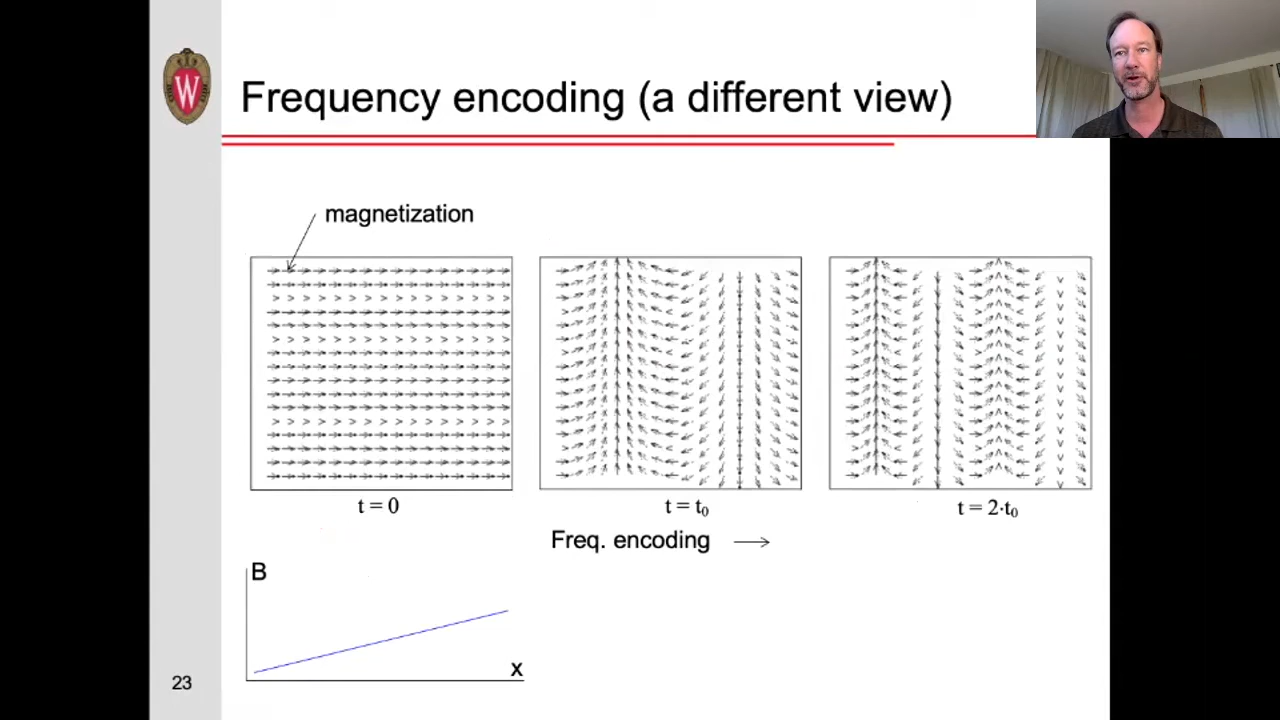 W
Frequency encoding (a different view)
magnetization
t = 0
t = t₀
t = 2·t₀
Freq. encoding
B
x
23